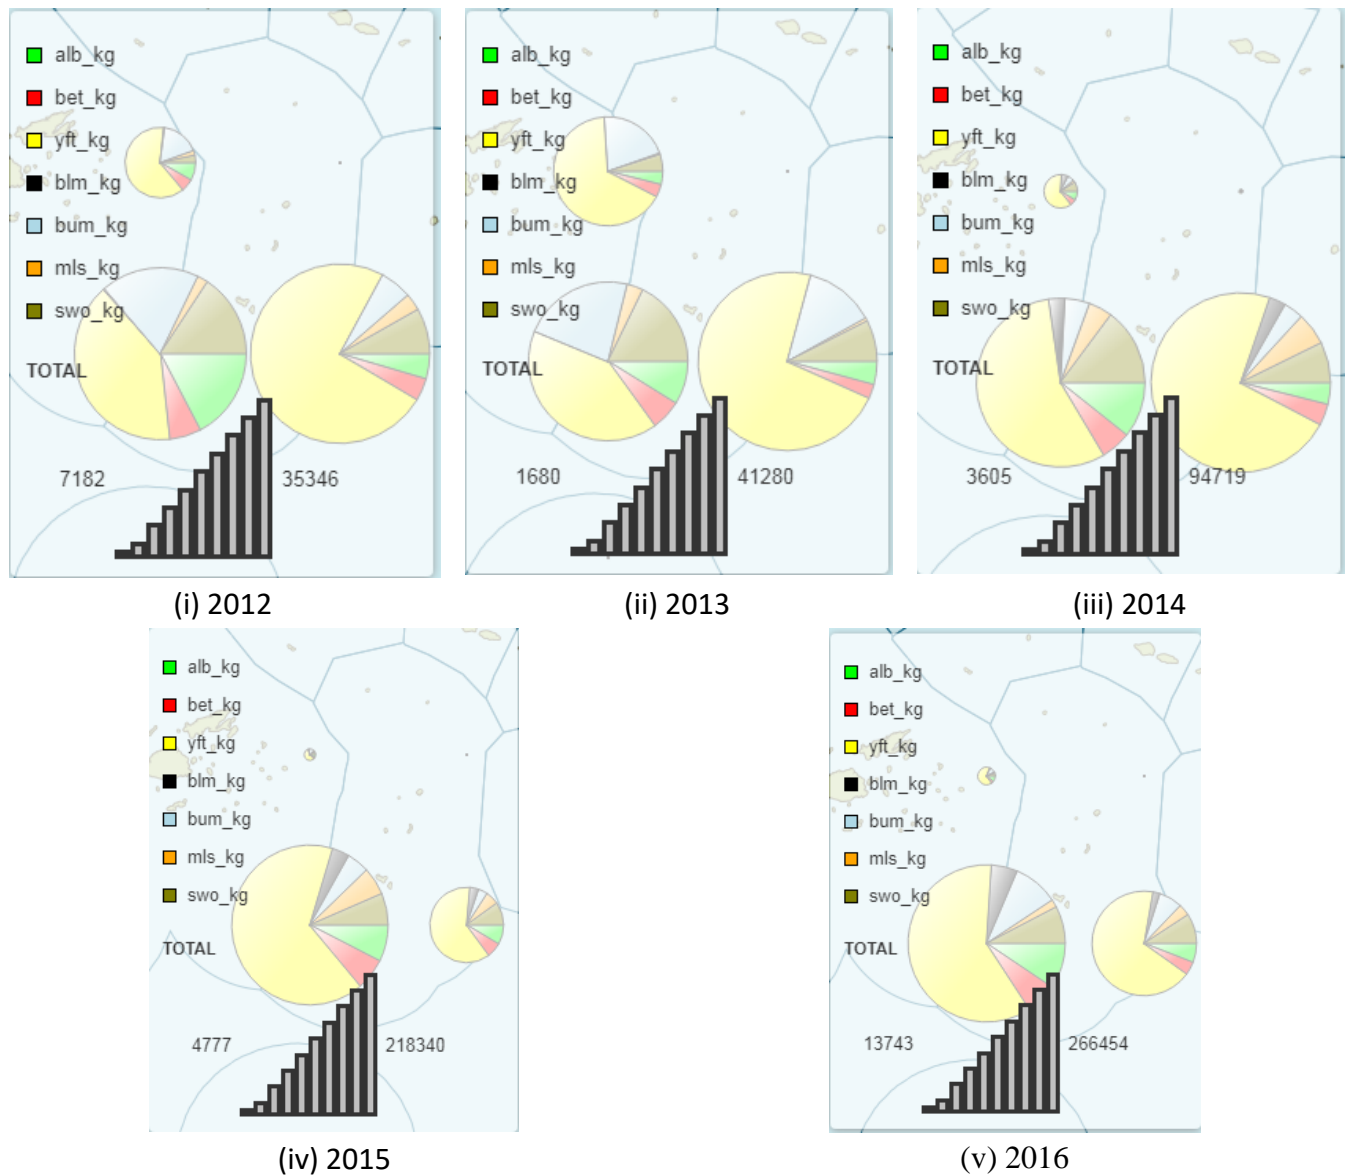 alb_kg
bet_kg
yft_kg
blm_kg
bum_kg
mls_kg
swo_kg
TOTAL
7182 35346
(i) 2012
alb_kg
bet_kg
yft_kg
blm_kg
bum_kg
mls_kg
swo_kg
TOTAL
1680 41280
(ii) 2013
alb_kg
bet_kg
yft_kg
blm_kg
bum_kg
mls_kg
swo_kg
TOTAL
3605 94719
(iii) 2014
alb_kg
bet_kg
yft_kg
blm_kg
bum_kg
mls_kg
swo_kg
TOTAL
4777 218340
(iv) 2015
alb_kg
bet_kg
yft_kg
blm_kg
bum_kg
mls_kg
swo_kg
TOTAL
13743 266454
(v) 2016